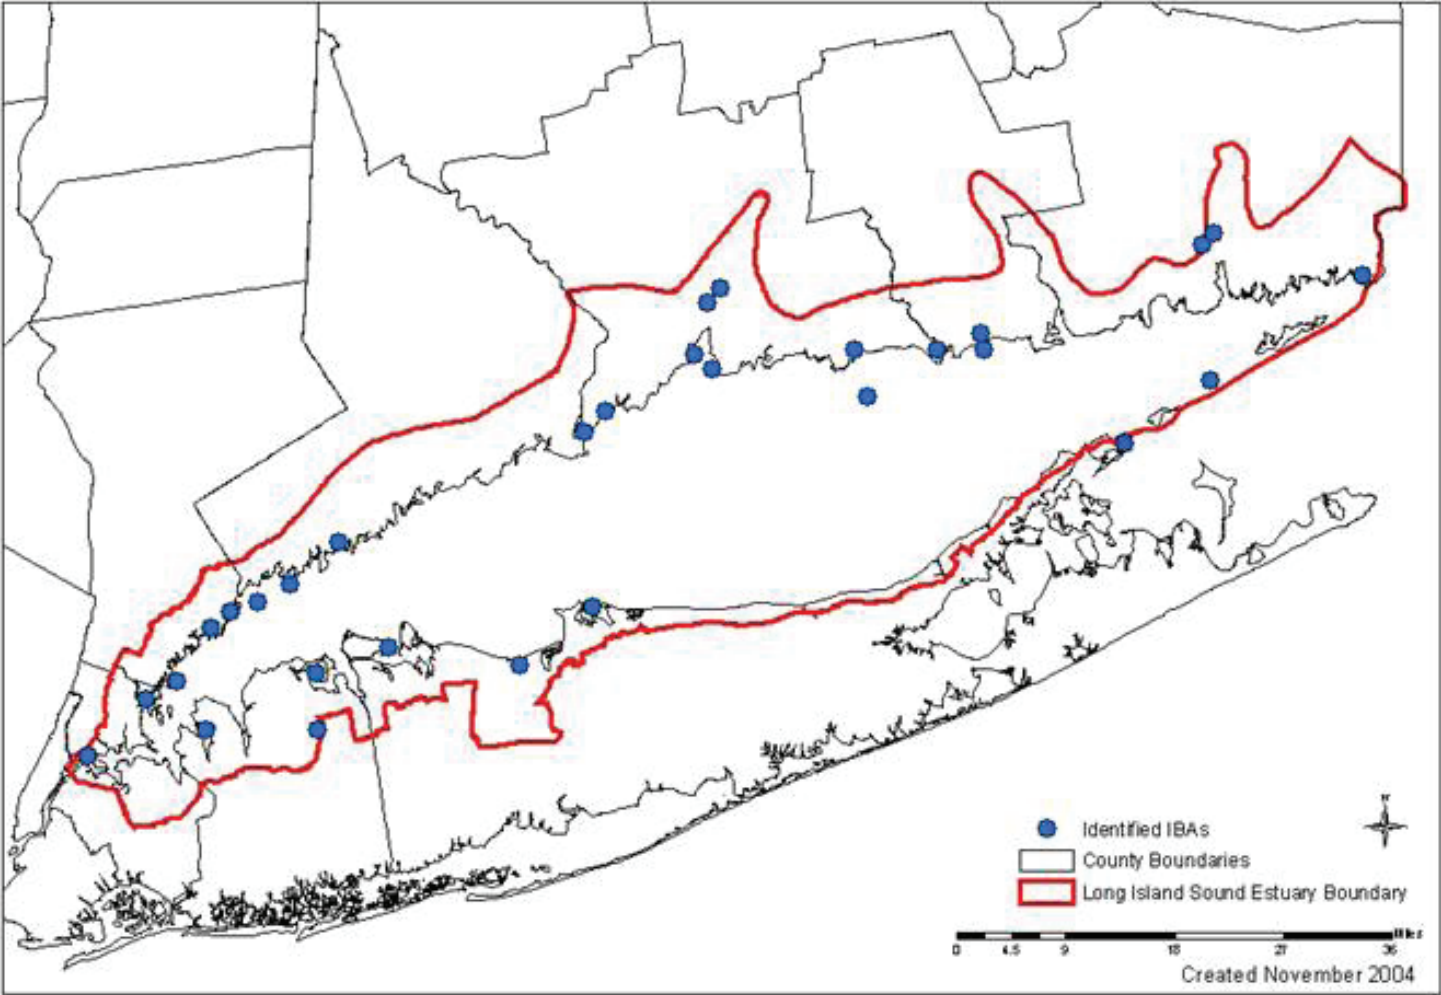 N
Identified IBAs
County Boundaries
Long Island Sound Estuary Boundary
Miles
0 4.5 9 18 27 36
Created November 2004